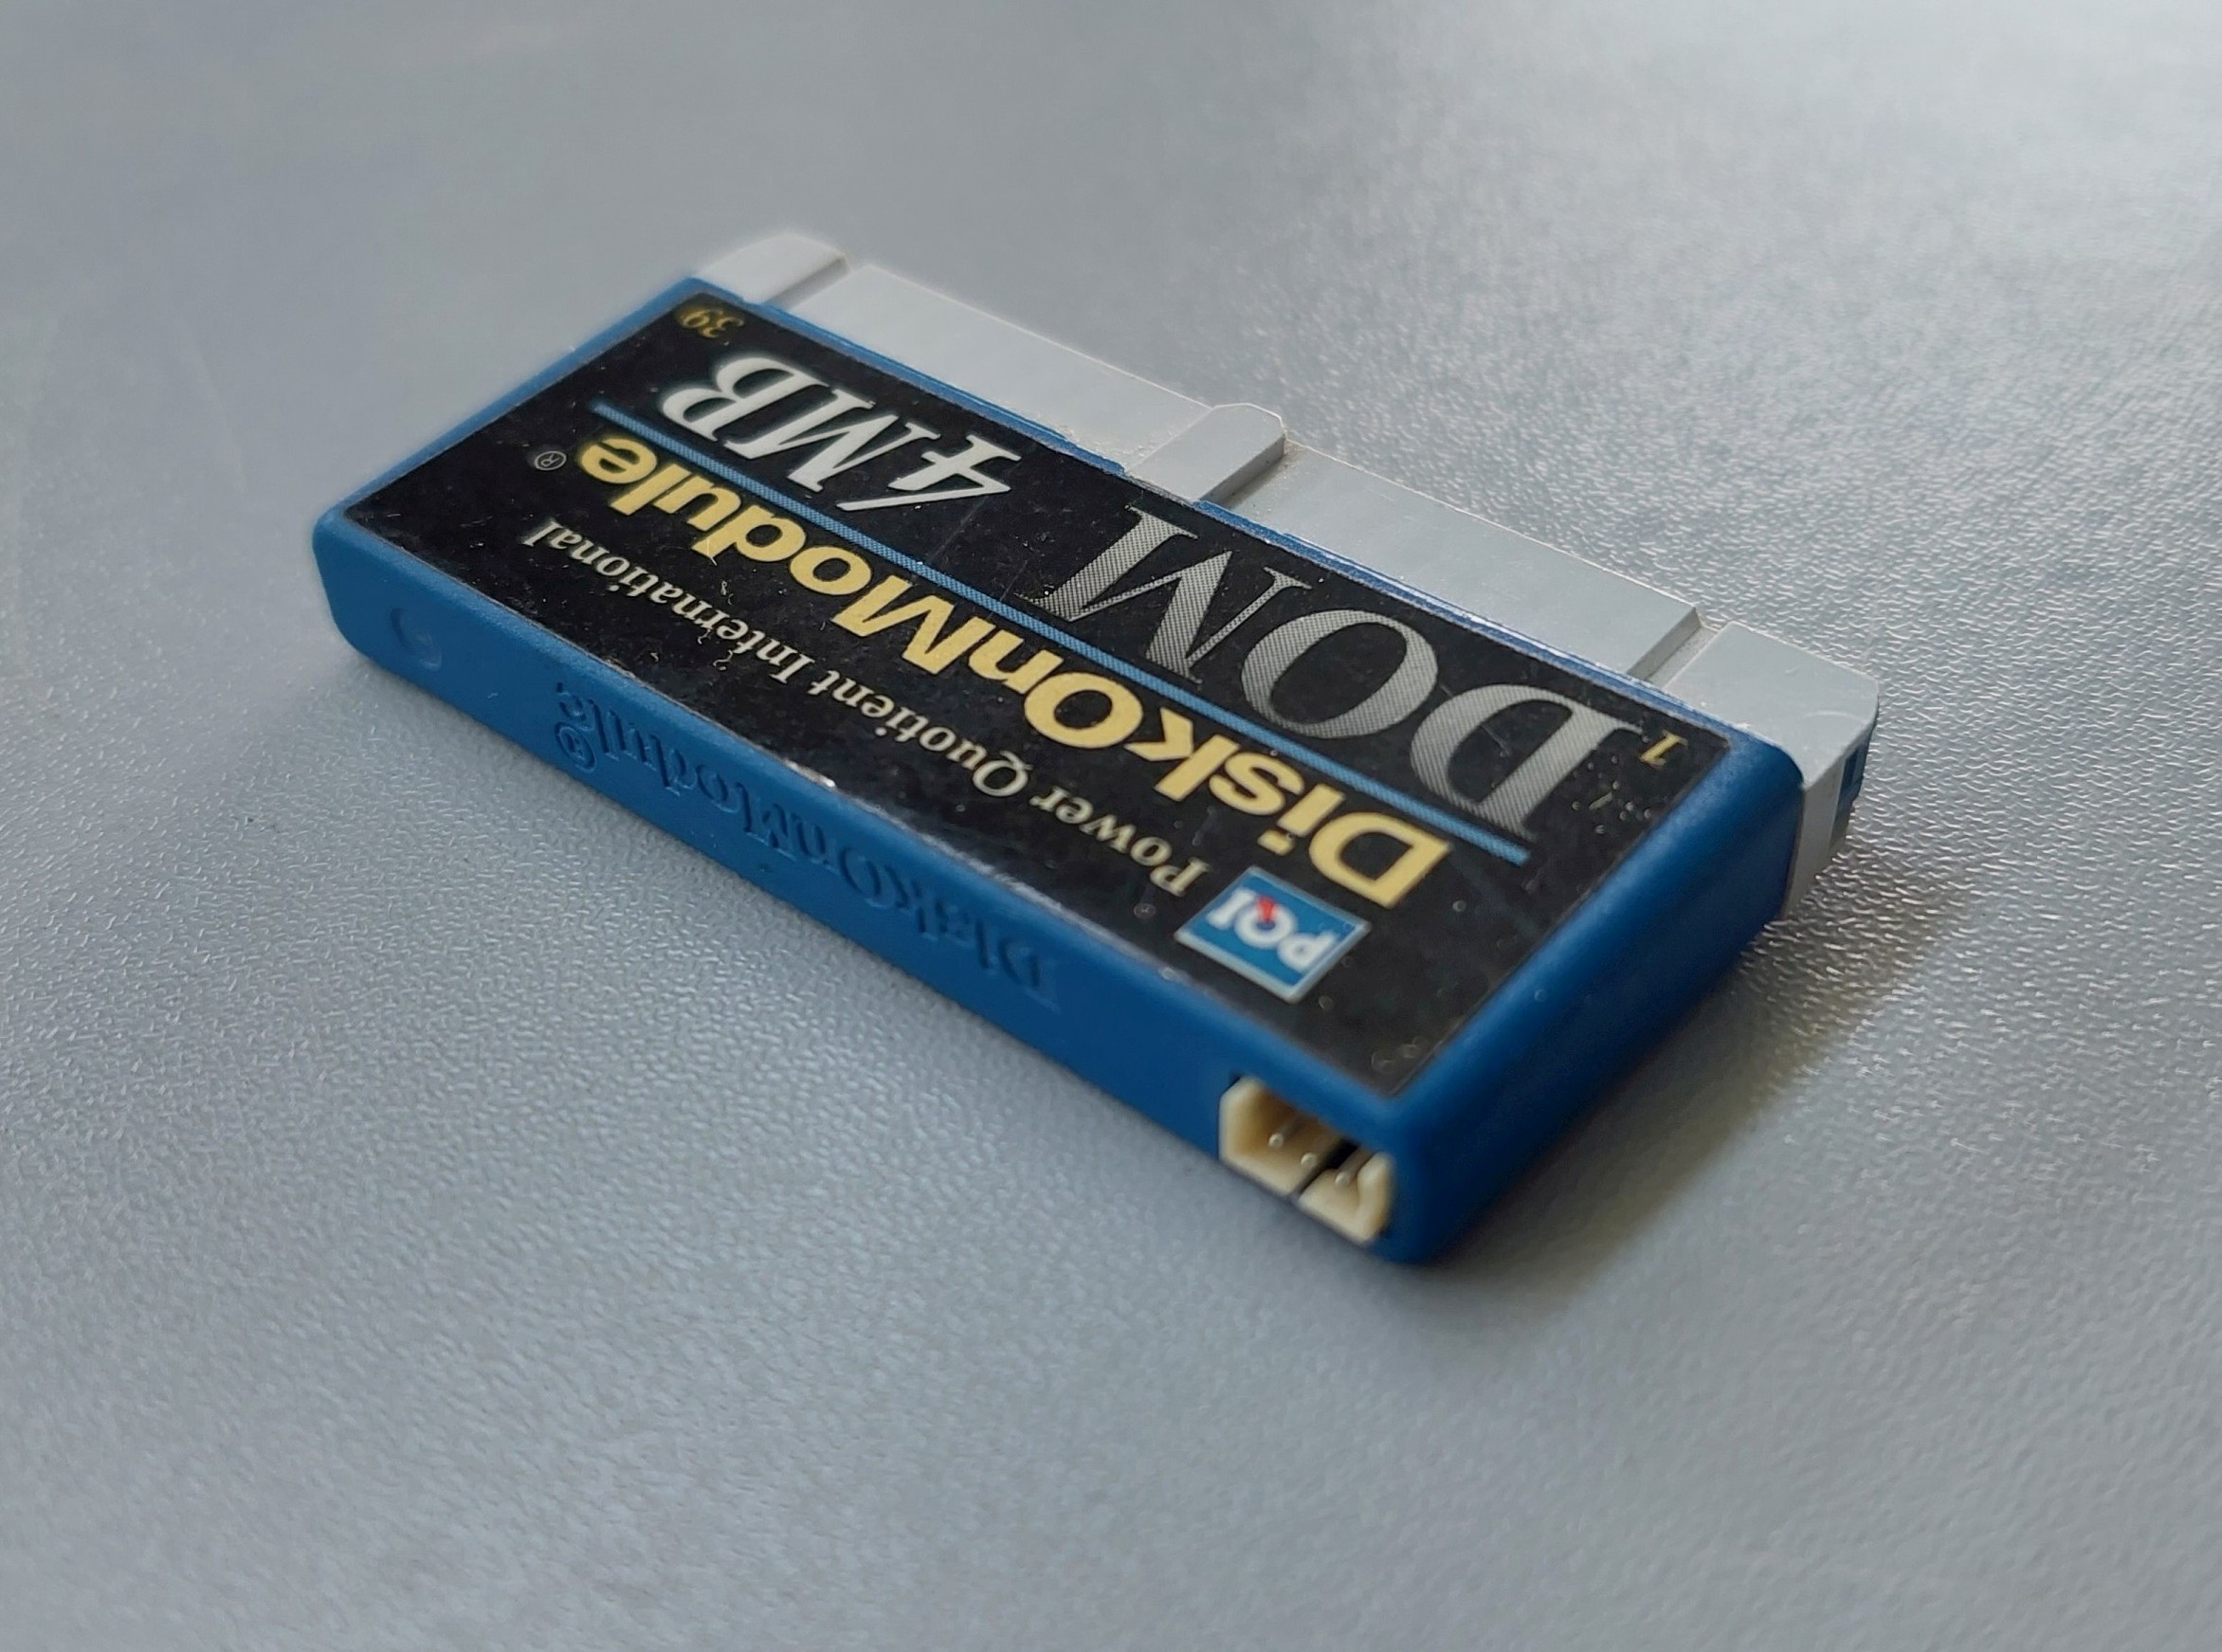 PQI
Power Quotient International
DiskOnModule®
DOM 4MB
1
39
DiskOnModule®